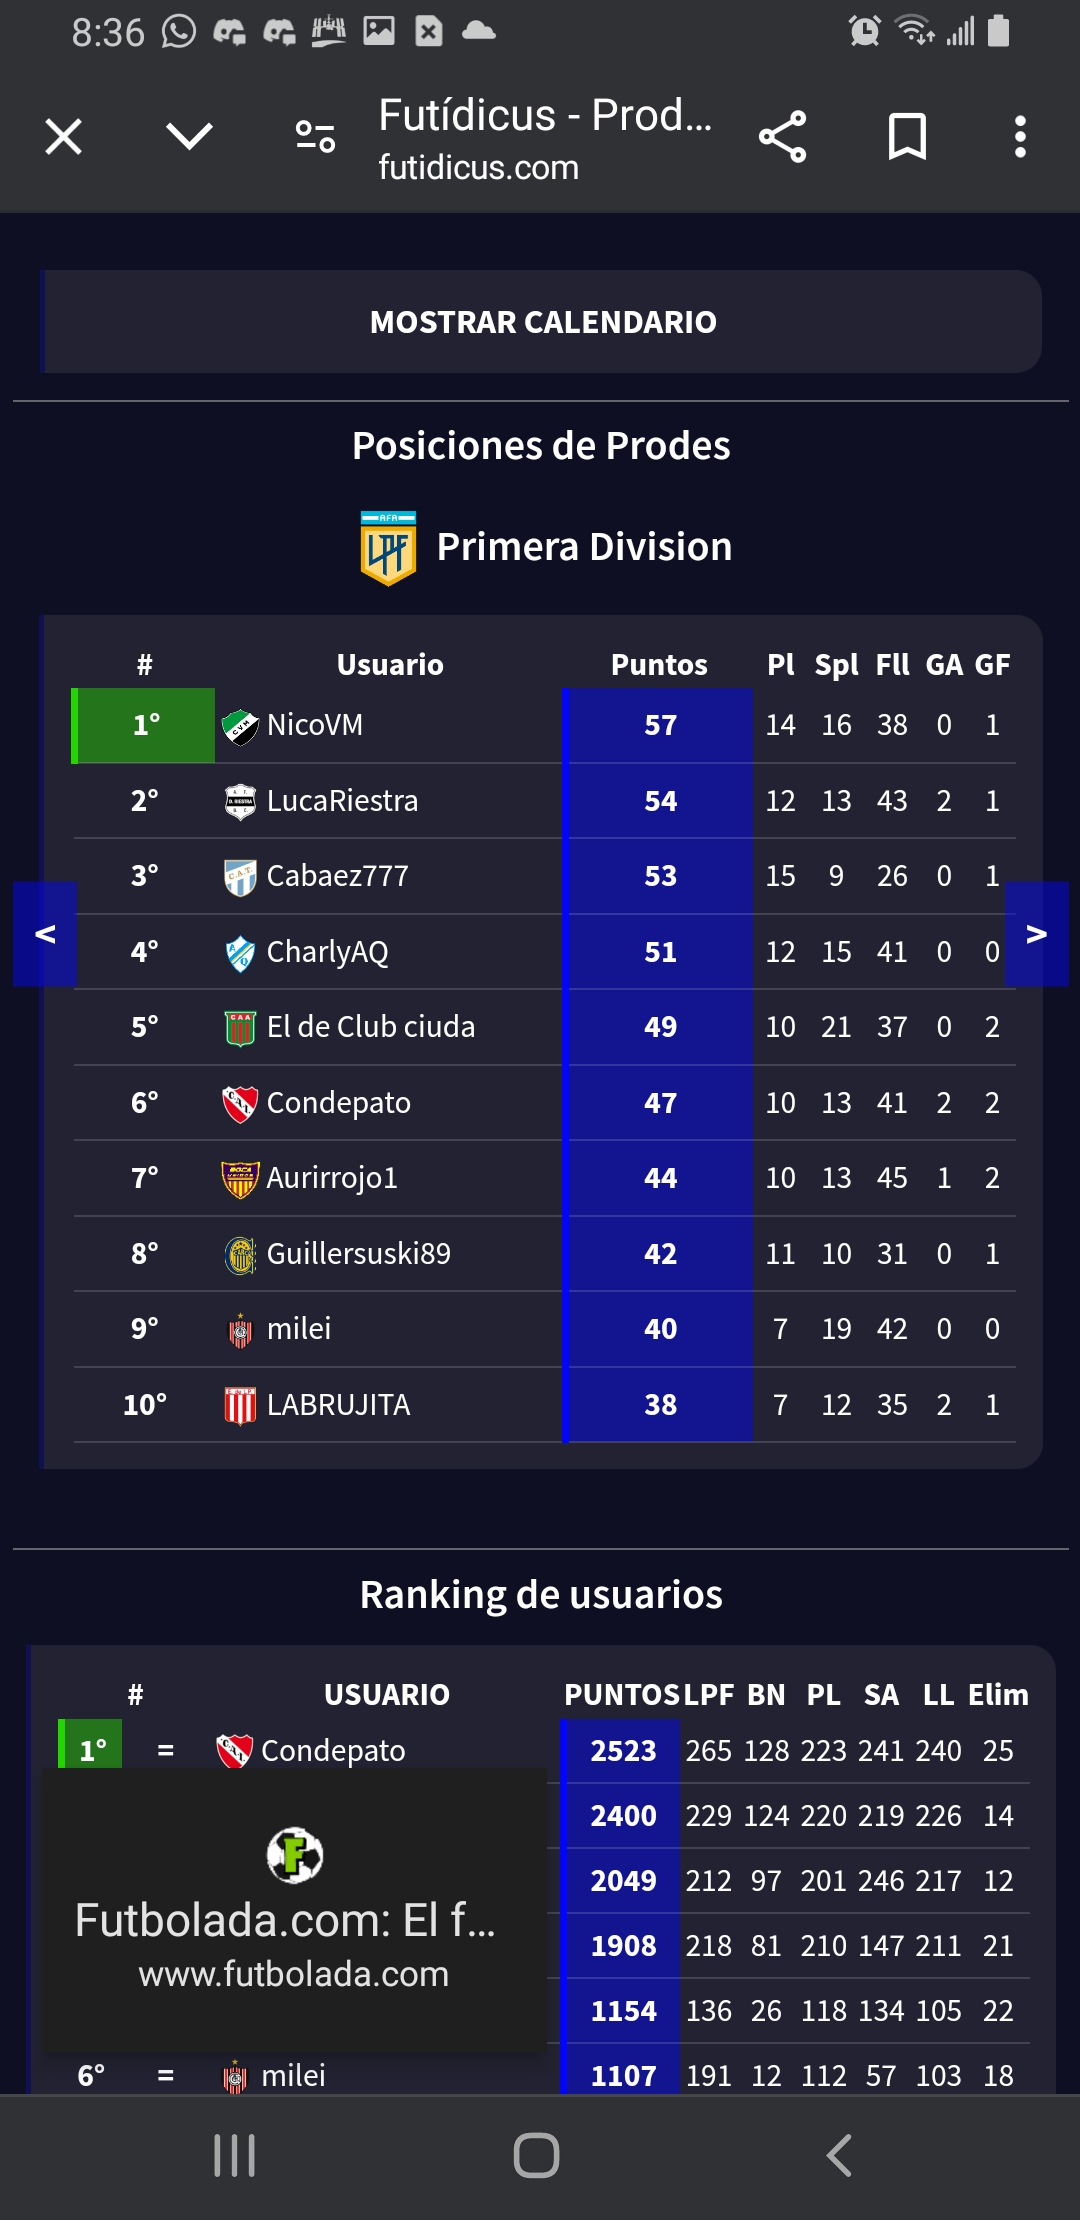 8:36
Futídicus - Prod...
futidicus.com
MOSTRAR CALENDARIO
Posiciones de Prodes
AFA
LPF
Primera Division
# Usuario Puntos Pl Spl Fll GA GF
1° NicoVM 57 14 16 38 0 1
2° LucaRiestra 54 12 13 43 2 1
3° Cabaez777 53 15 9 26 0 1
4° CharlyAQ 51 12 15 41 0 0
< >
5° El de Club ciuda 49 10 21 37 0 2
6° Condepato 47 10 13 41 2 2
7° Aurirrojo1 44 10 13 45 1 2
8° Guillersuski89 42 11 10 31 0 1
9° milei 40 7 19 42 0 0
10° LABRUJITA 38 7 12 35 2 1
Ranking de usuarios
# USUARIO PUNTOS LPF BN PL SA LL Elim
1° = Condepato 2523 265 128 223 241 240 25
2400 229 124 220 219 226 14
2049 212 97 201 246 217 12
1908 218 81 210 147 211 21
1154 136 26 118 134 105 22
6° = milei 1107 191 12 112 57 103 18
F
Futbolada.com: El f...
www.futbolada.com